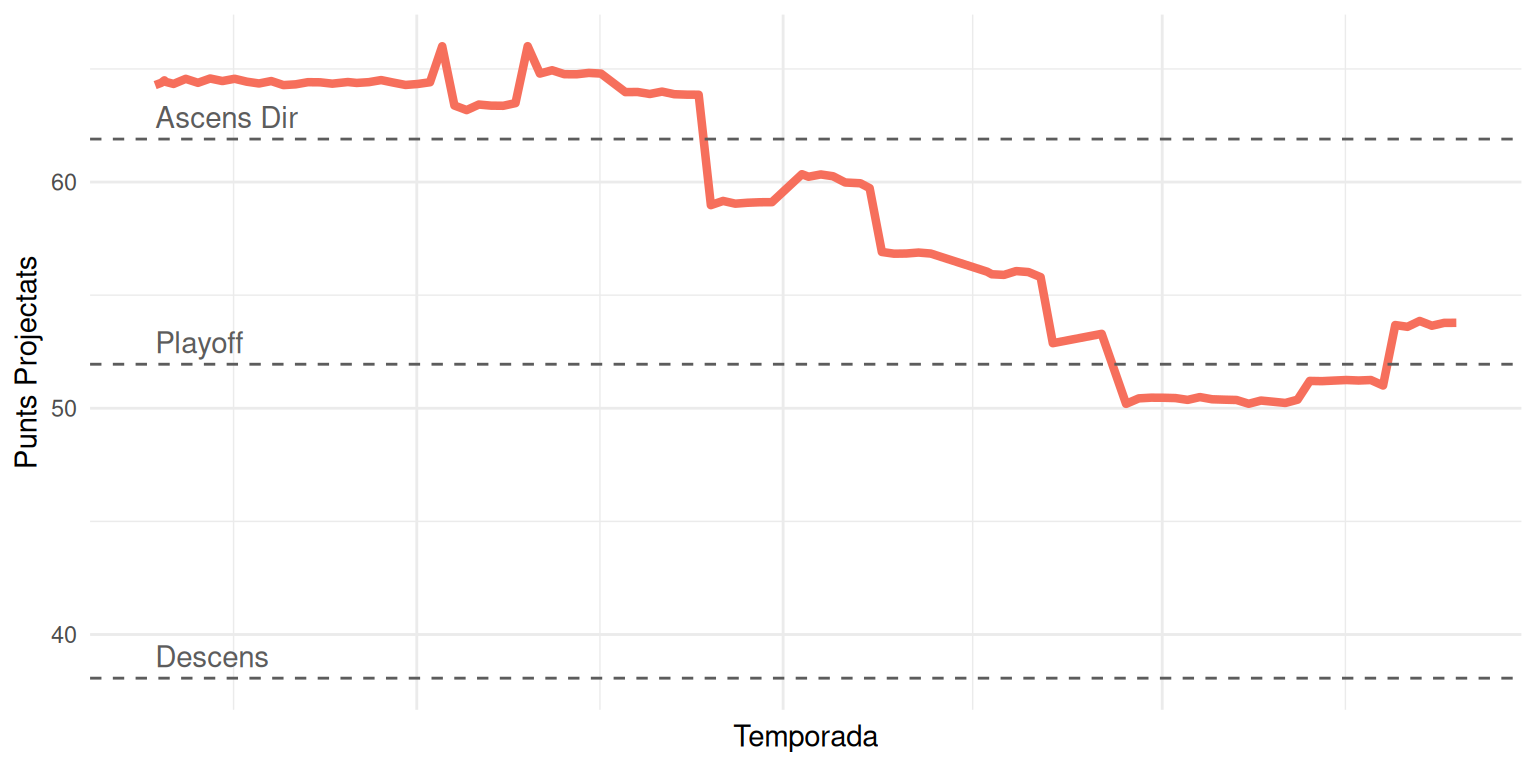 Ascens Dir
60
Playoff
50
40
Descens
Punts Projectats
Temporada